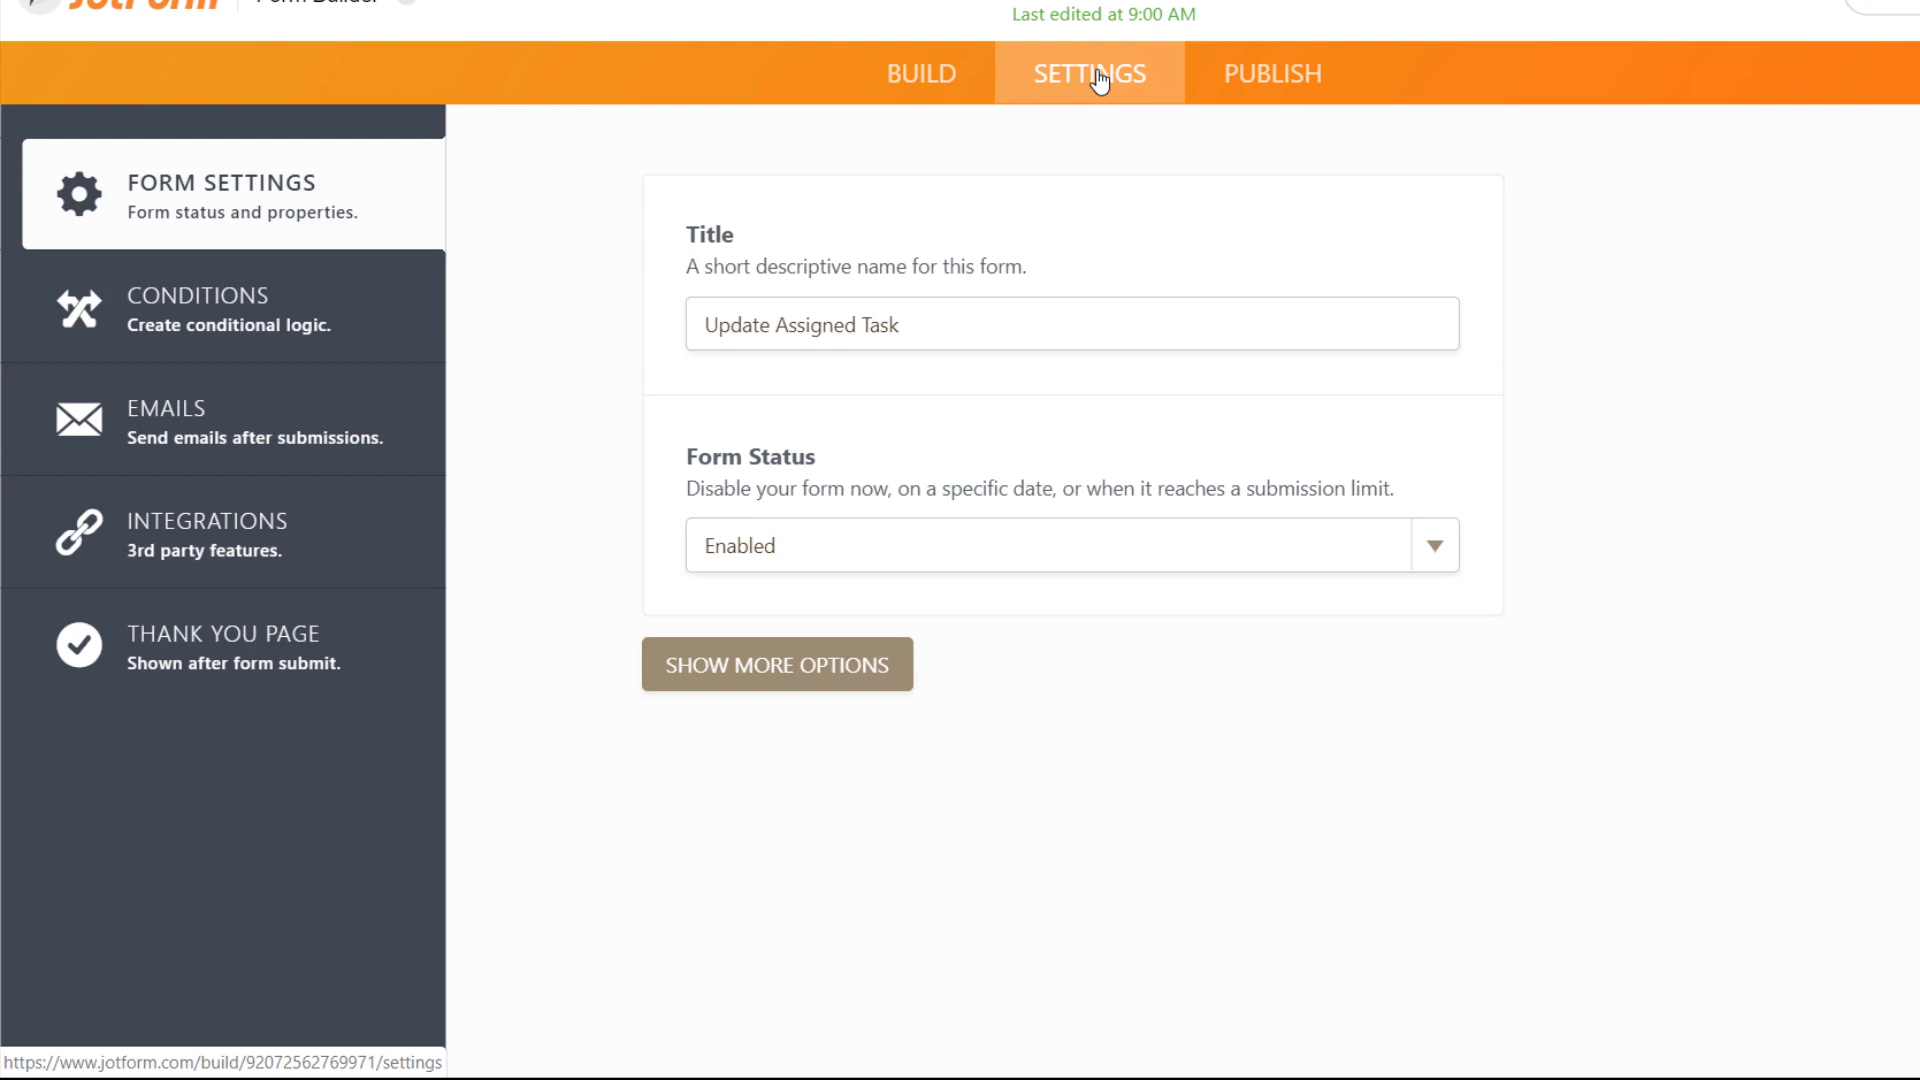 JotForm
Form Builder
Last edited at 9:00 AM
BUILD
SETTINGS
PUBLISH
FORM SETTINGS
Form status and properties.
CONDITIONS
Create conditional logic.
EMAILS
Send emails after submissions.
INTEGRATIONS
3rd party features.
THANK YOU PAGE
Shown after form submit.
Title
A short descriptive name for this form.
Update Assigned Task
Form Status
Disable your form now, on a specific date, or when it reaches a submission limit.
Enabled
SHOW MORE OPTIONS
https://www.jotform.com/build/92072562769971/settings